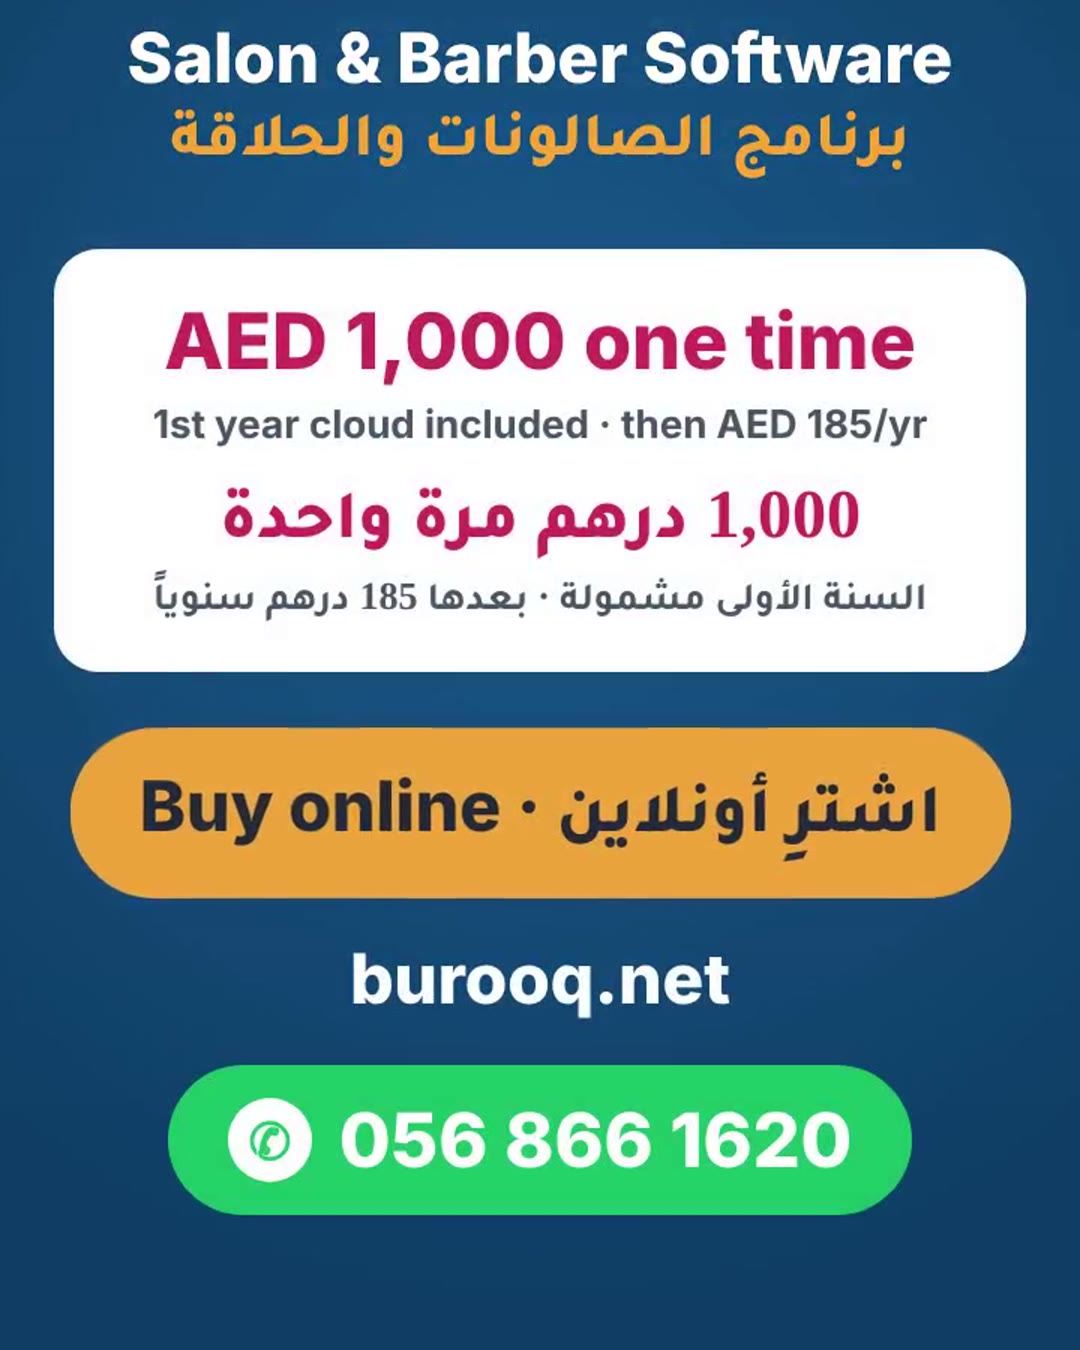 Salon & Barber Software
برنامج الصالونات والحلاقة
AED 1,000 one time
1st year cloud included · then AED 185/yr
1,000 درهم مرة واحدة
السنة الأولى مشمولة · بعدها 185 درهم سنوياً
Buy online · اشترِ أونلاين
burooq.net
✆ 056 866 1620